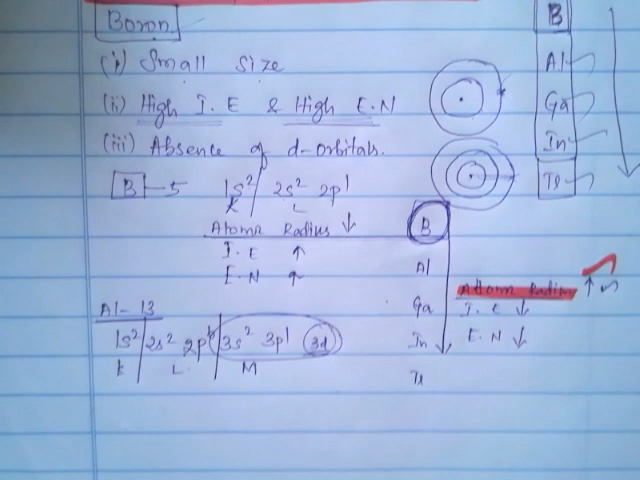 Boron
(i) Small Size
(ii) High I.E & High E.N
(iii) Absence of d-orbitals.
B - 5 1s² 2s² 2p¹
K L
Atomic Radius ↓
I.E ↑
E.N ↑
Al - 13
1s² 2s² 2p⁶ 3s² 3p¹ 3d
K L M
B
Al
Ga
In
Tl
B
Al
Ga
In
Tl
Atomic Radius ↑
I.E ↓
E.N ↓